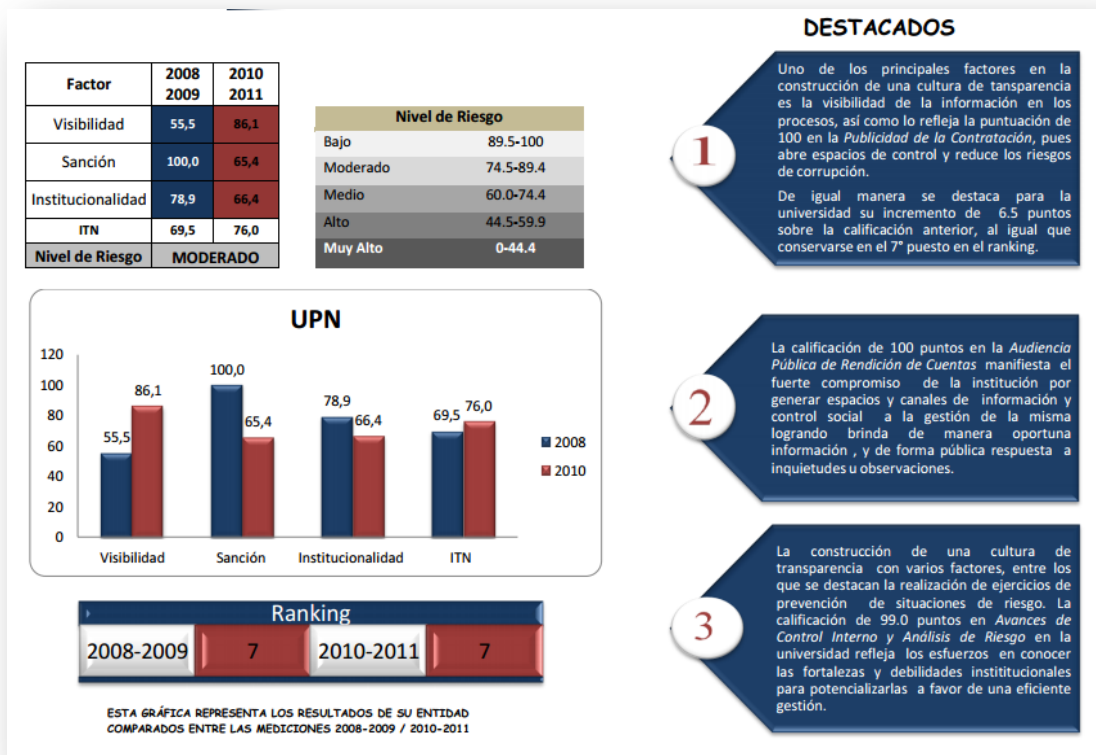 Factor 2008 2009 2010 2011
Visibilidad 55,5 86,1
Sanción 100,0 65,4
Institucionalidad 78,9 66,4
ITN 69,5 76,0
Nivel de Riesgo MODERADO
Nivel de Riesgo
Bajo 89.5-100
Moderado 74.5-89.4
Medio 60.0-74.4
Alto 44.5-59.9
Muy Alto 0-44.4
UPN
120
100
80
60
40
20
0
55,5
86,1
100,0
65,4
78,9
66,4
69,5
76,0
Visibilidad Sanción Institucionalidad ITN
2008
2010
Ranking
2008-2009 7 2010-2011 7
ESTA GRÁFICA REPRESENTA LOS RESULTADOS DE SU ENTIDAD
COMPARADOS ENTRE LAS MEDICIONES 2008-2009 / 2010-2011
DESTACADOS
1
Uno de los principales factores en la
construcción de una cultura de tansparencia
es la visibilidad de la información en los
procesos, así como lo refleja la puntuación de
100 en la Publicidad de la Contratación, pues
abre espacios de control y reduce los riesgos
de corrupción.
De igual manera se destaca para la
universidad su incremento de 6.5 puntos
sobre la calificación anterior, al igual que
conservarse en el 7° puesto en el ranking.
2
La calificación de 100 puntos en la Audiencia
Pública de Rendición de Cuentas manifiesta el
fuerte compromiso de la institución por
generar espacios y canales de información y
control social a la gestión de la misma
logrando brinda de manera oportuna
información , y de forma pública respuesta a
inquietudes u observaciones.
3
La construcción de una cultura de
transparencia con varios factores, entre los
que se destacan la realización de ejercicios de
prevención de situaciones de riesgo. La
calificación de 99.0 puntos en Avances de
Control Interno y Análisis de Riesgo en la
universidad refleja los esfuerzos en conocer
las fortalezas y debilidades instititucionales
para potencializarlas a favor de una eficiente
gestión.